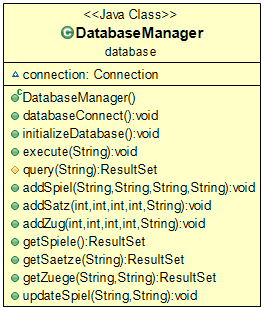 <<Java Class>>
C DatabaseManager
database
connection: Connection
C DatabaseManager()
databaseConnect():void
initializeDatabase():void
execute(String):void
query(String):ResultSet
addSpiel(String,String,String,String):void
addSatz(int,int,int,int,String):void
addZug(int,int,int,int,String):void
getSpiele():ResultSet
getSaetze(String):ResultSet
getZuege(String,String):ResultSet
updateSpiel(String,String):void